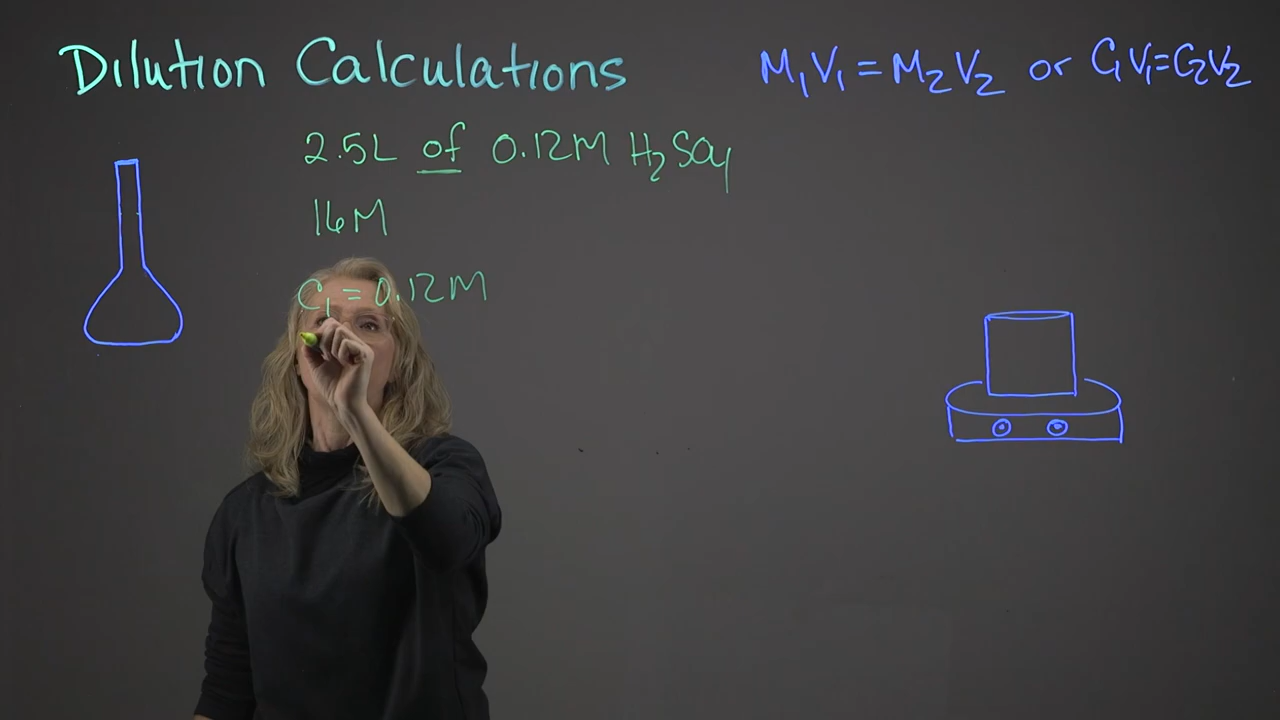 Dilution Calculations
M₁V₁ = M₂V₂ or C₁V₁=C₂V₂
2.5L of 0.12M H₂SO₄
16M
C₁ = 0.12M